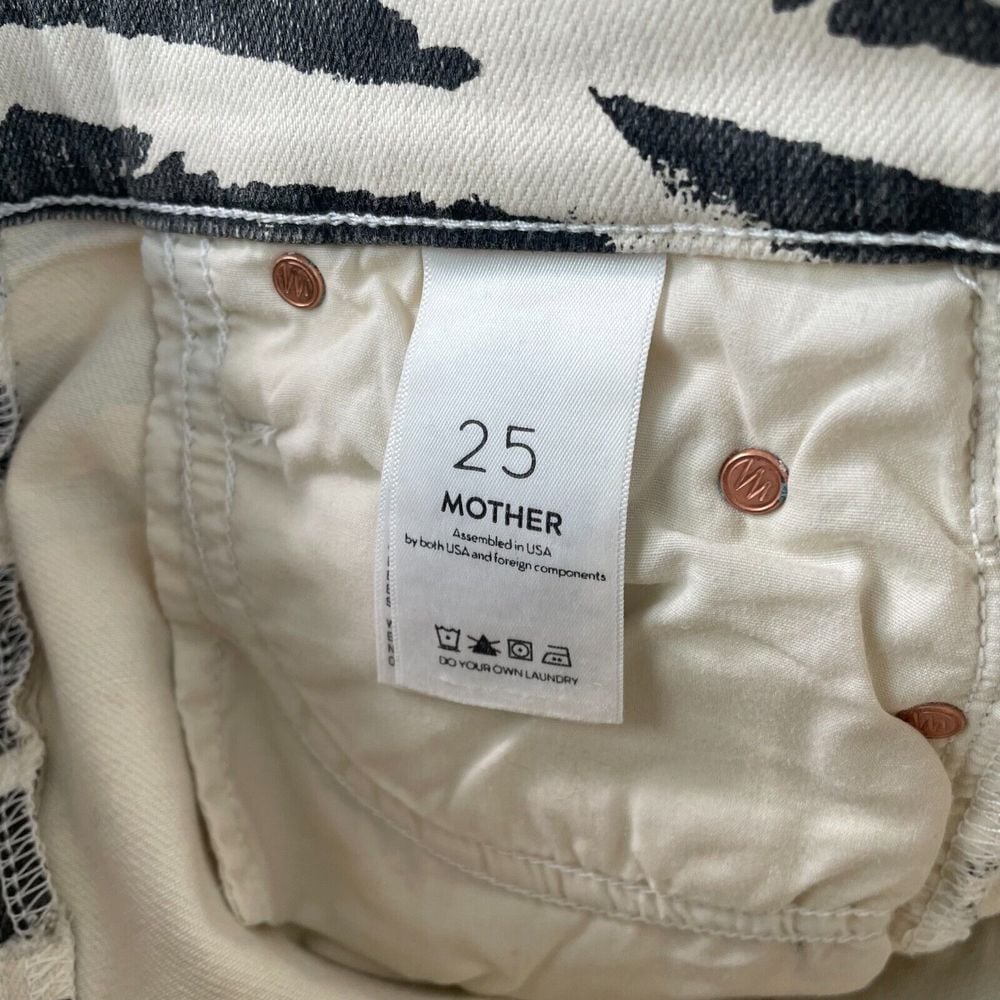 25
MOTHER
Assembled in USA
by both USA and foreign components
DO YOUR OWN LAUNDRY